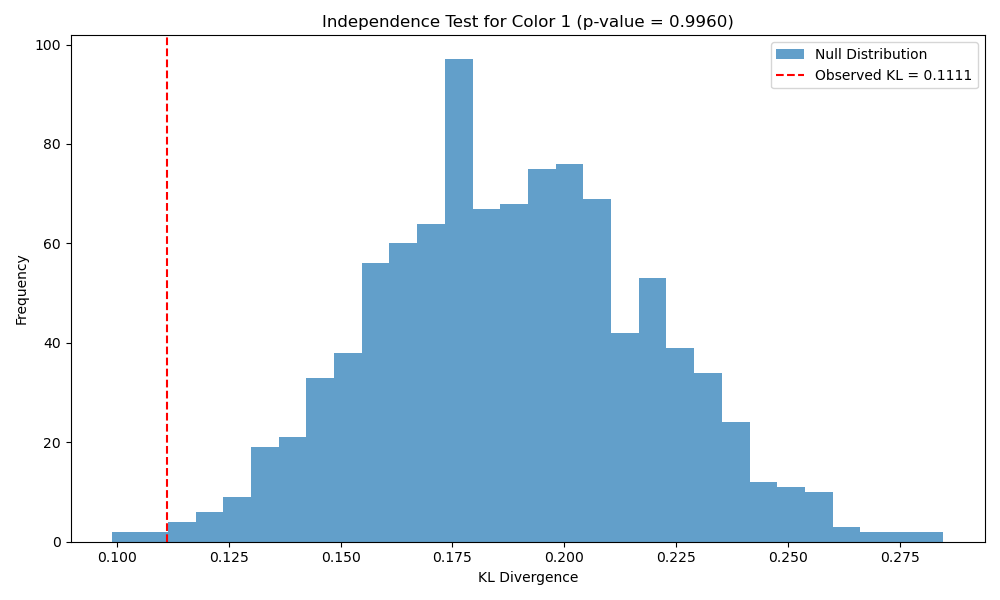 Independence Test for Color 1 (p-value = 0.9960)
Null Distribution
Observed KL = 0.1111
Frequency
100
80
60
40
20
0
0.100 0.125 0.150 0.175 0.200 0.225 0.250 0.275
KL Divergence